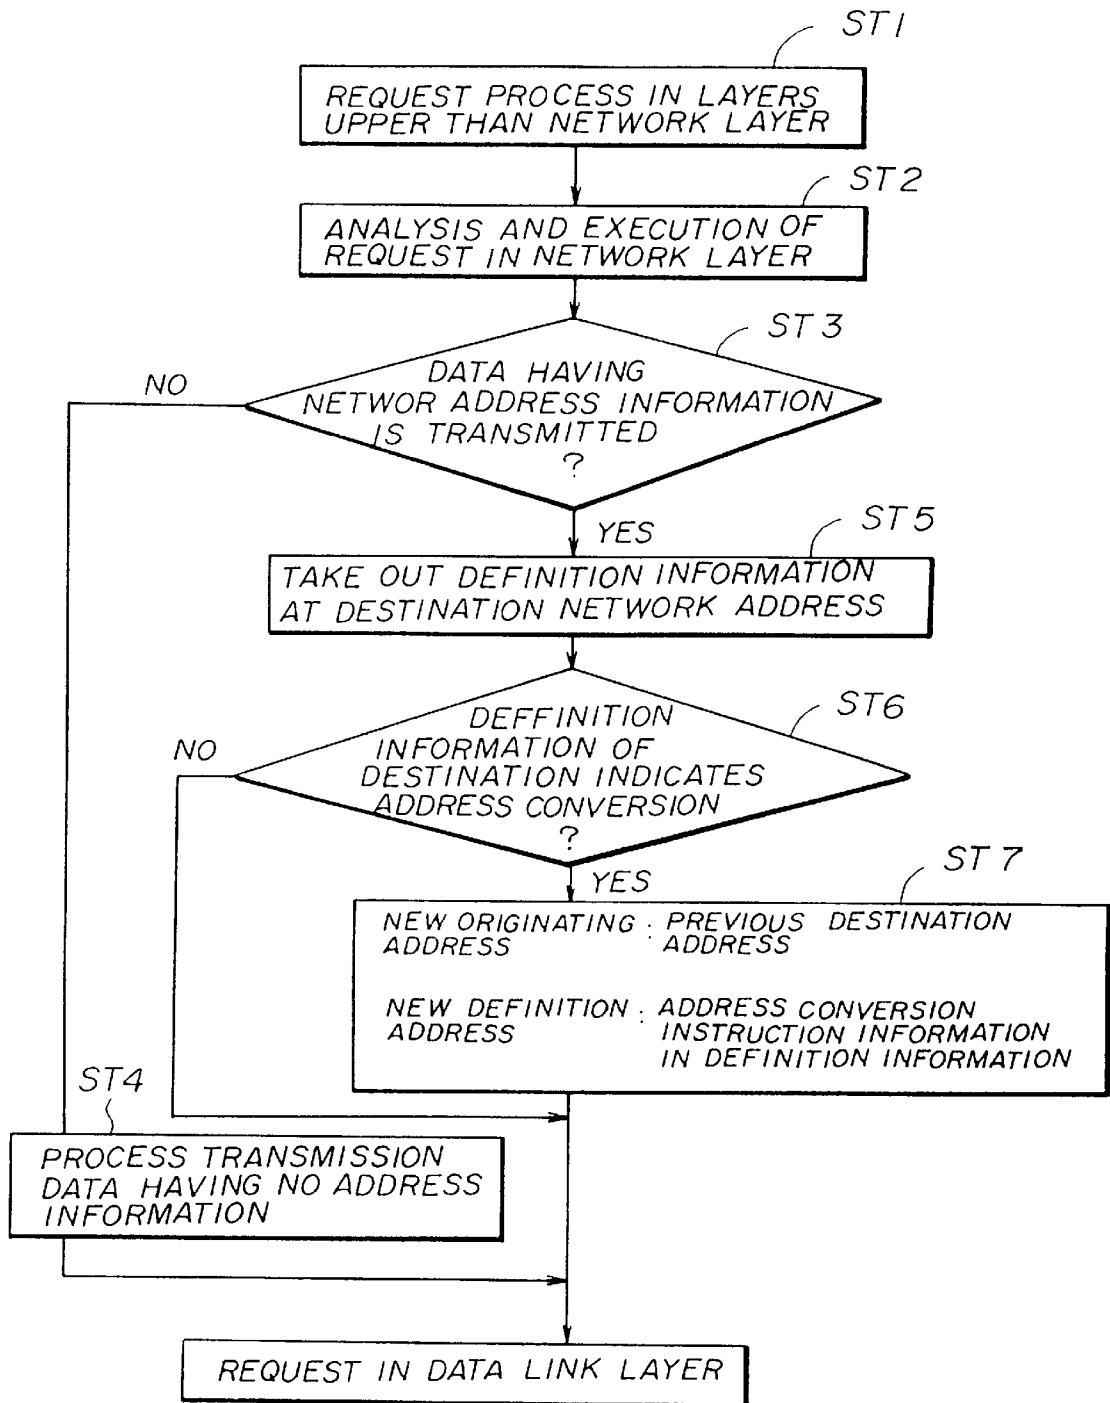 ST1
REQUEST PROCESS IN LAYERS
UPPER THAN NETWORK LAYER
ST2
ANALYSIS AND EXECUTION OF
REQUEST IN NETWORK LAYER
ST3
DATA HAVING
NETWOR ADDRESS INFORMATION
IS TRANSMITTED
?
NO
YES
ST5
TAKE OUT DEFINITION INFORMATION
AT DESTINATION NETWORK ADDRESS
ST6
DEFFINITION
INFORMATION OF
DESTINATION INDICATES
ADDRESS CONVERSION
?
NO
YES
ST7
NEW ORIGINATING : PREVIOUS DESTINATION
ADDRESS ADDRESS
NEW DEFINITION : ADDRESS CONVERSION
ADDRESS INSTRUCTION INFORMATION
IN DEFINITION INFORMATION
ST4
PROCESS TRANSMISSION
DATA HAVING NO ADDRESS
INFORMATION
REQUEST IN DATA LINK LAYER